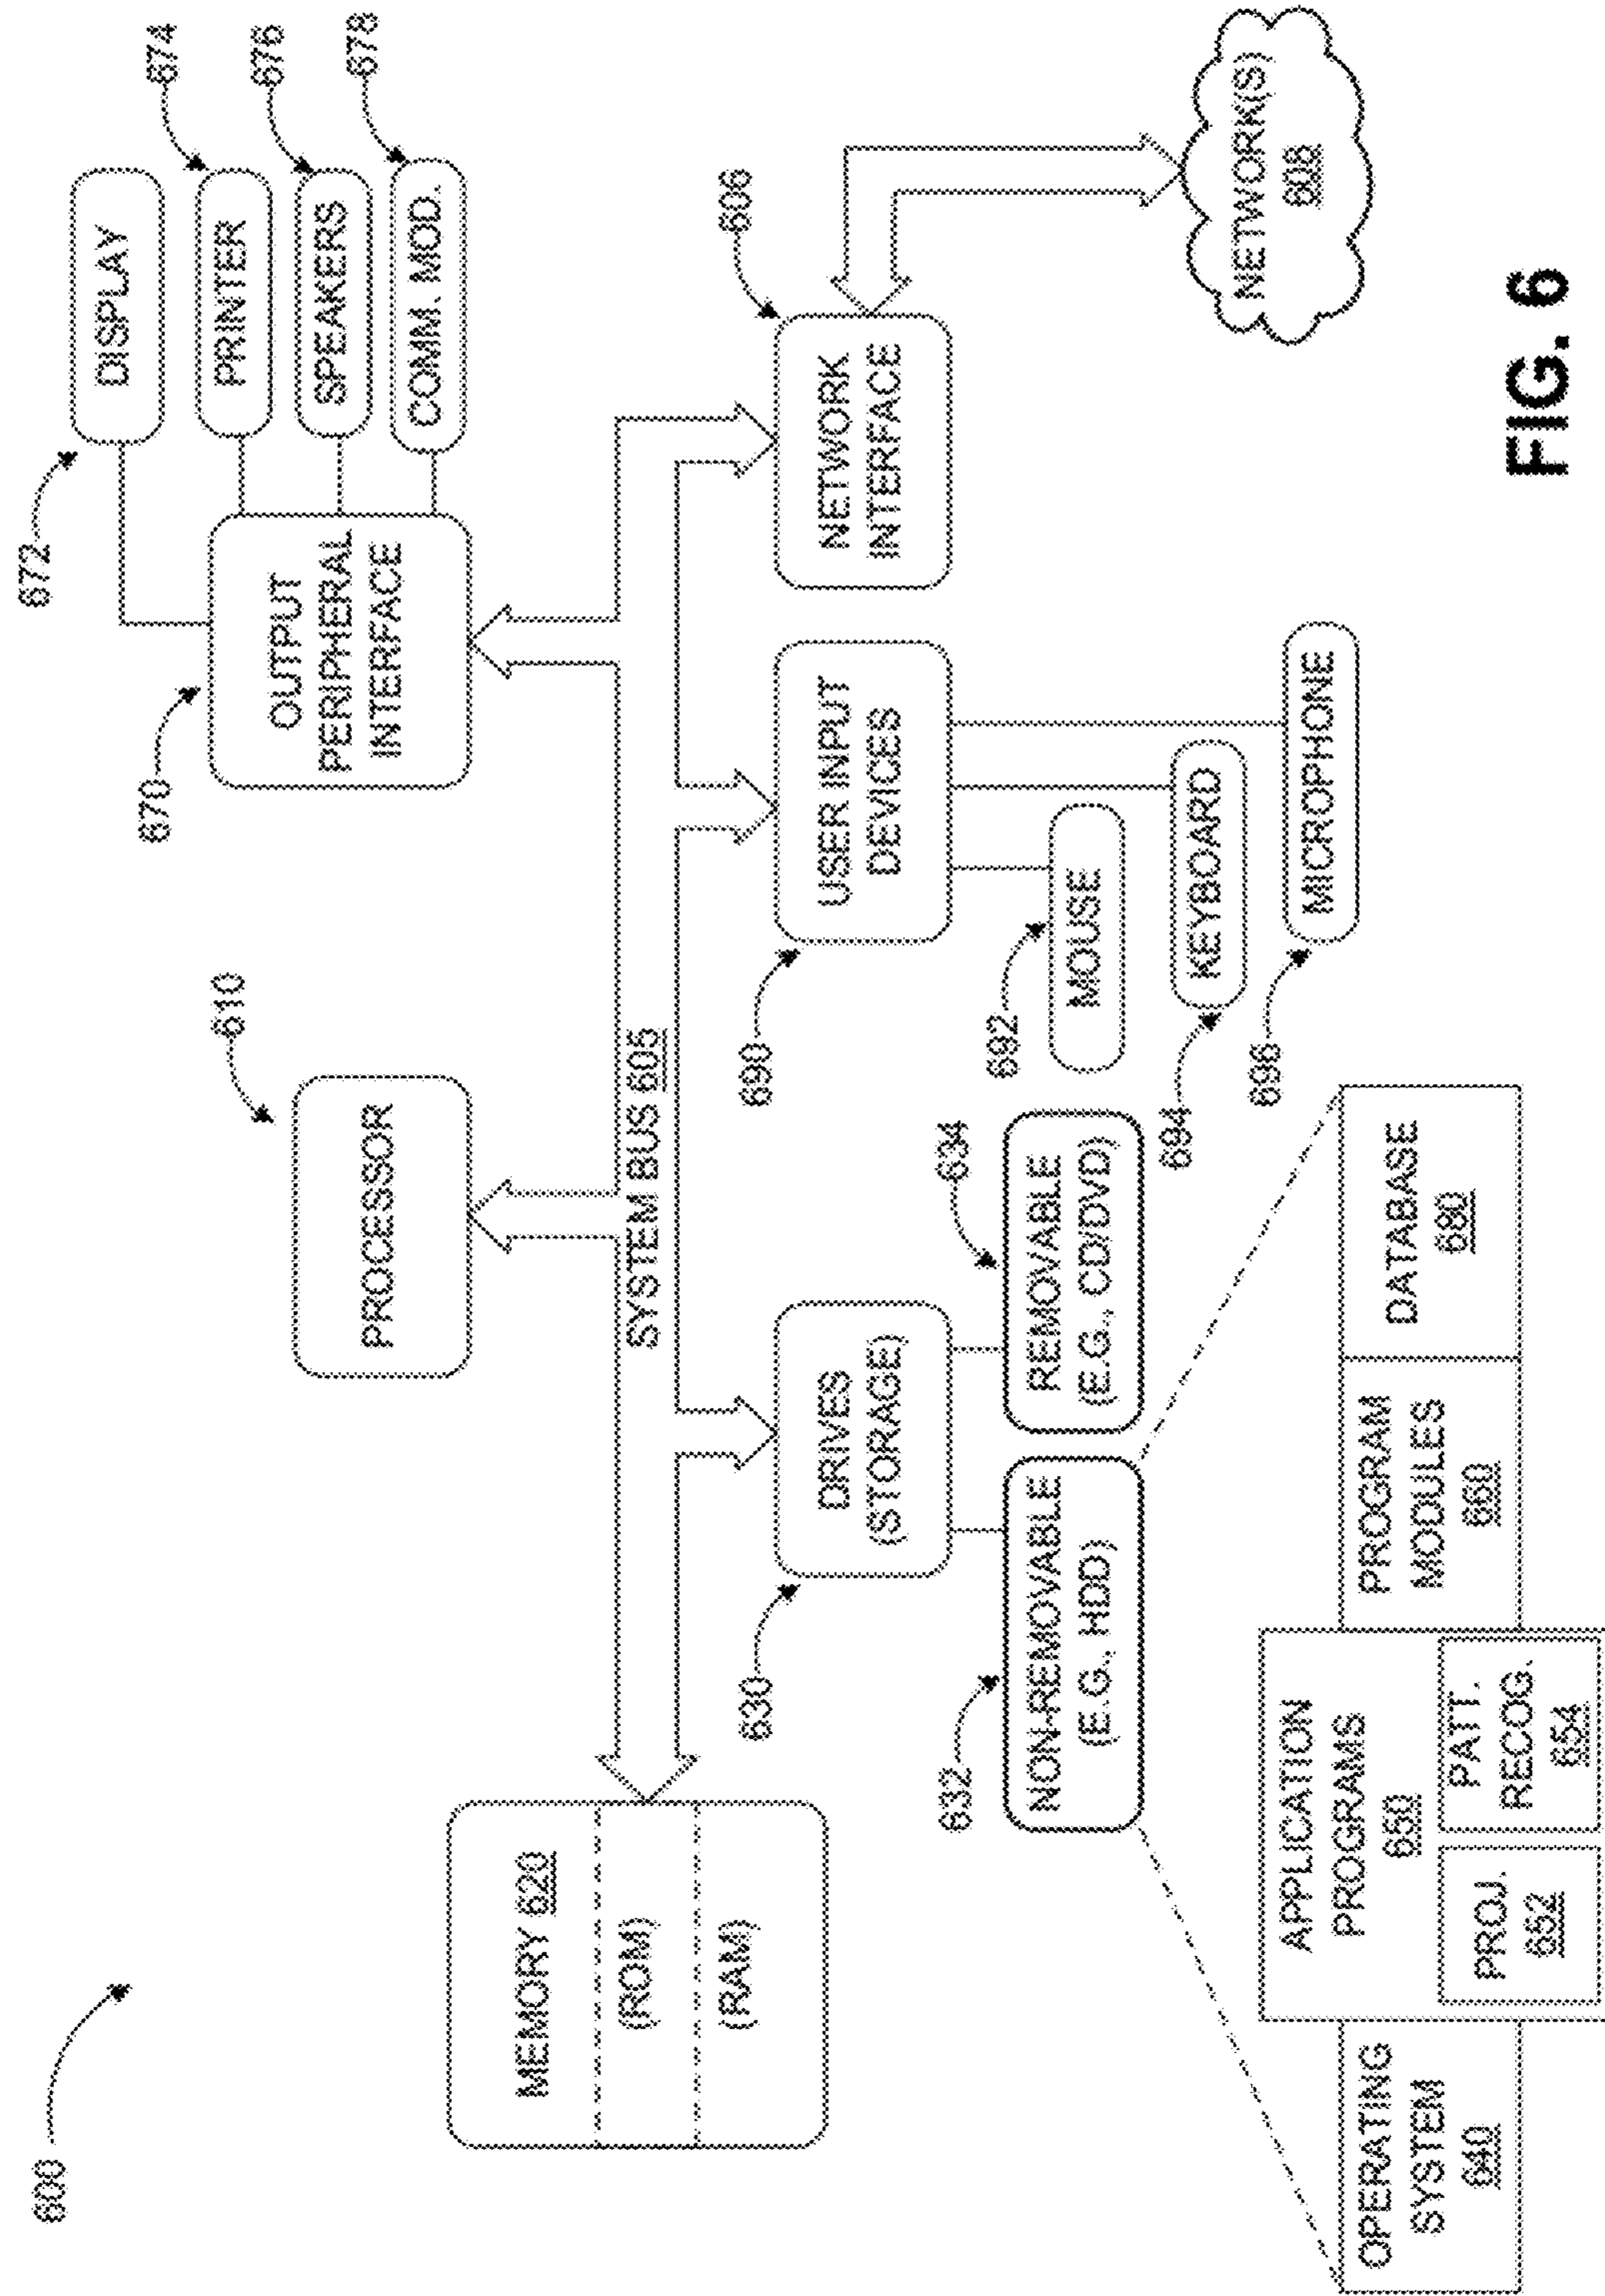 600
672
DISPLAY
674
PRINTER
676
SPEAKERS
678
COMM. MOD.
670
OUTPUT
PERIPHERAL
INTERFACE
610
PROCESSOR
MEMORY 620
(ROM)
(RAM)
SYSTEM BUS 605
630
DRIVES
(STORAGE)
690
USER INPUT
DEVICES
606
NETWORK
INTERFACE
632
NON-REMOVABLE
(E.G., HDD)
634
REMOVABLE
(E.G., CD/DVD)
692
MOUSE
694
KEYBOARD
696
MICROPHONE
NETWORK(S)
608
OPERATING
SYSTEM
640
APPLICATION
PROGRAMS
650
PROJ.
652
PATT.
RECOG.
654
PROGRAM
MODULES
660
DATABASE
680
FIG. 6